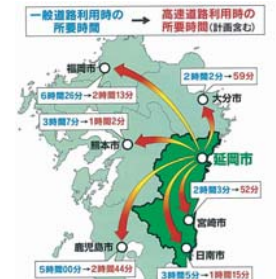 一般道路利用時の
所要時間
→
高速道路利用時の
所要時間(計画含む)
福岡市
6時間26分→2時間13分
2時間2分→59分
大分市
3時間7分→1時間2分
熊本市
延岡市
2時間3分→52分
宮崎市
鹿児島市
日南市
5時間00分→2時間44分
3時間5分→1時間15分